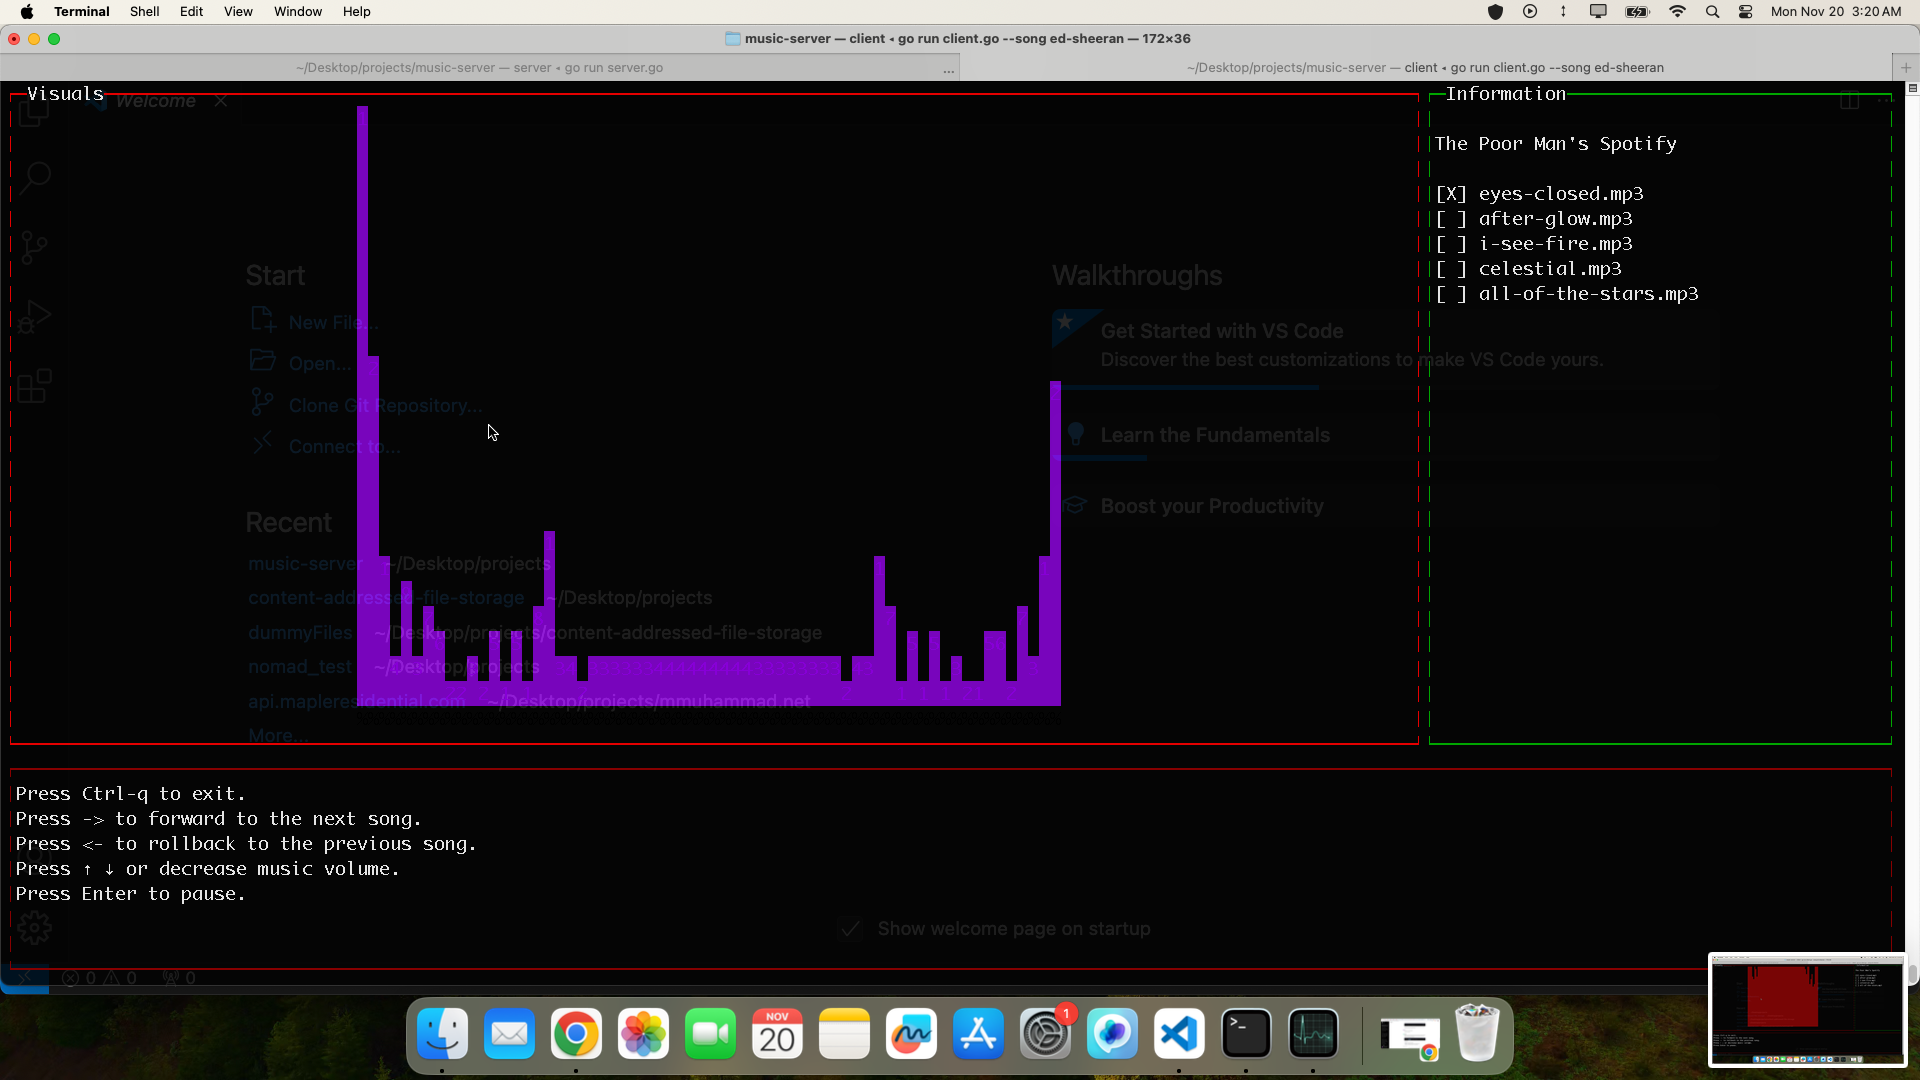 Terminal Shell Edit View Window Help Mon Nov 20 3:20 AM
music-server — client ◂ go run client.go --song ed-sheeran — 172×36
~/Desktop/projects/music-server — server ◂ go run server.go ... ~/Desktop/projects/music-server — client ◂ go run client.go --song ed-sheeran
Visuals
Welcome
Information
The Poor Man's Spotify
[X] eyes-closed.mp3
[ ] after-glow.mp3
[ ] i-see-fire.mp3
[ ] celestial.mp3
[ ] all-of-the-stars.mp3
Start
New File...
Open...
Clone Git Repository...
Connect to...
Walkthroughs
Get Started with VS Code
Discover the best customizations to make VS Code yours.
Learn the Fundamentals
Boost your Productivity
Recent
music-server ~/Desktop/projects
content-addressed-file-storage ~/Desktop/projects
dummyFiles ~/Desktop/projects/content-addressed-file-storage
nomad_test ~/Desktop/projects
api.mapleresidential.com ~/Desktop/projects/mmuhammad.net
More...
Press Ctrl-q to exit.
Press -> to forward to the next song.
Press <- to rollback to the previous song.
Press ↑ ↓ or decrease music volume.
Press Enter to pause.
Show welcome page on startup
0 0 0
NOV
20
1